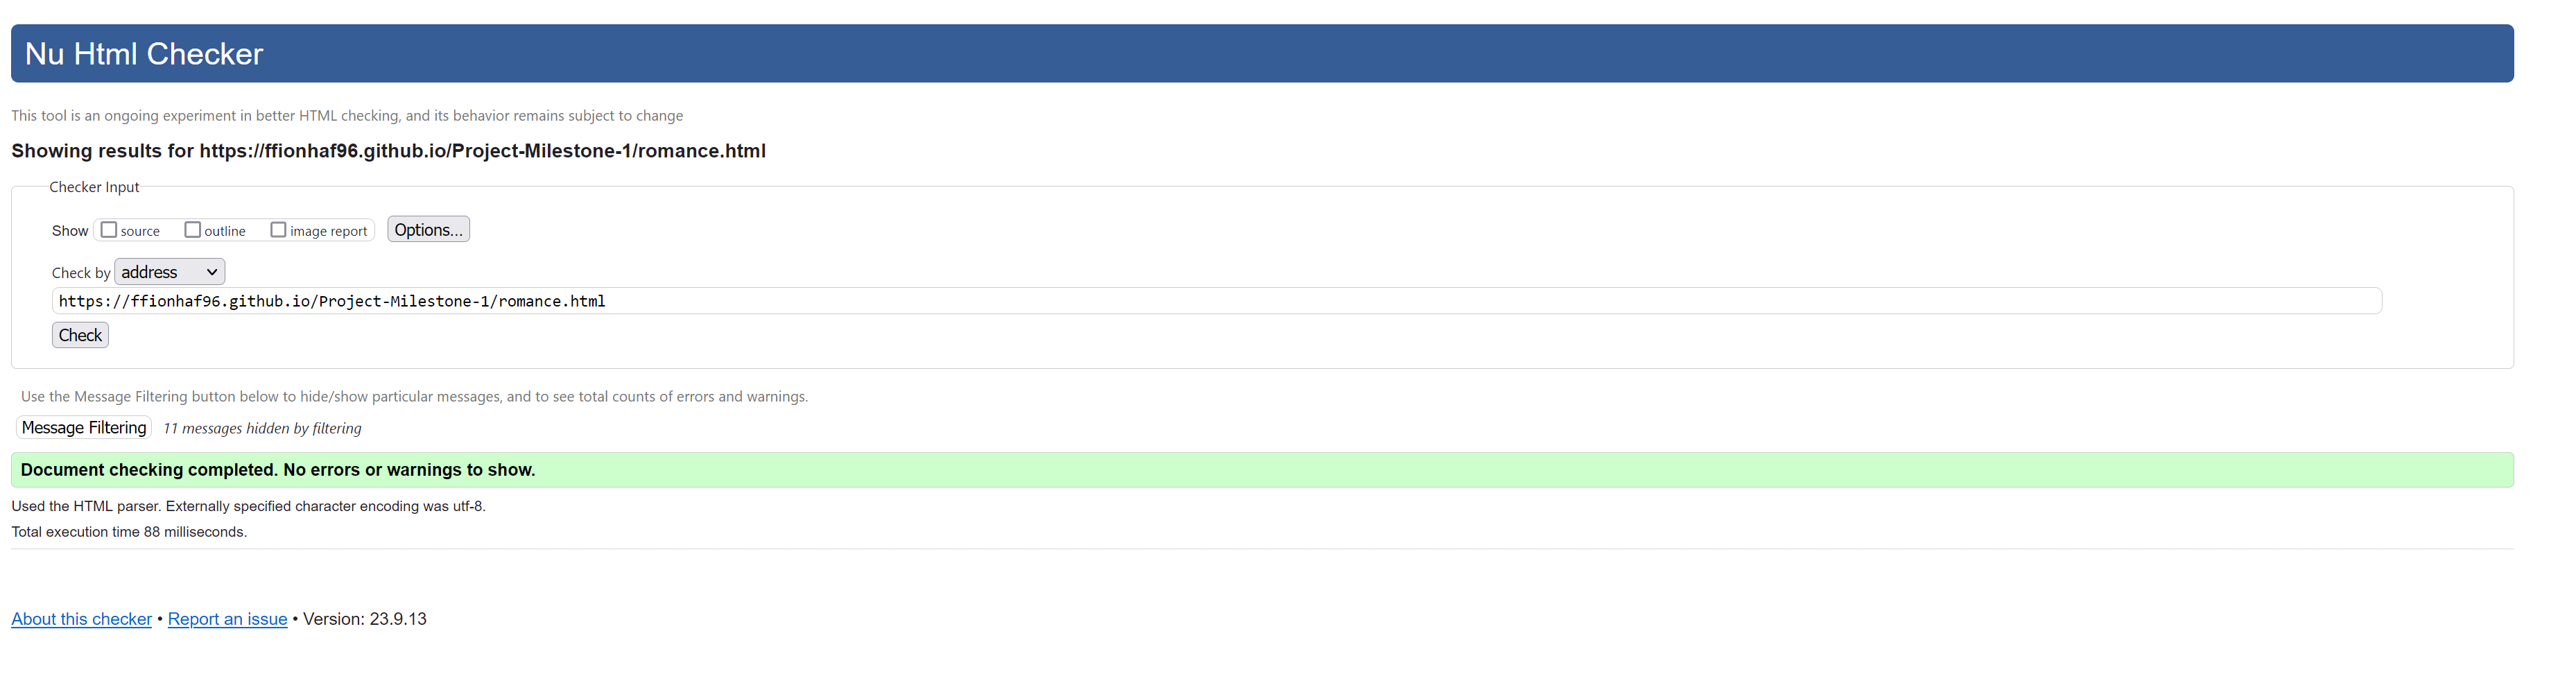 Nu Html Checker
This tool is an ongoing experiment in better HTML checking, and its behavior remains subject to change
Showing results for https://ffionhaf96.github.io/Project-Milestone-1/romance.html
Checker Input
Show source outline image report Options...
Check by address
https://ffionhaf96.github.io/Project-Milestone-1/romance.html
Check
Use the Message Filtering button below to hide/show particular messages, and to see total counts of errors and warnings.
Message Filtering 11 messages hidden by filtering
Document checking completed. No errors or warnings to show.
Used the HTML parser. Externally specified character encoding was utf-8.
Total execution time 88 milliseconds.
About this checker • Report an issue • Version: 23.9.13